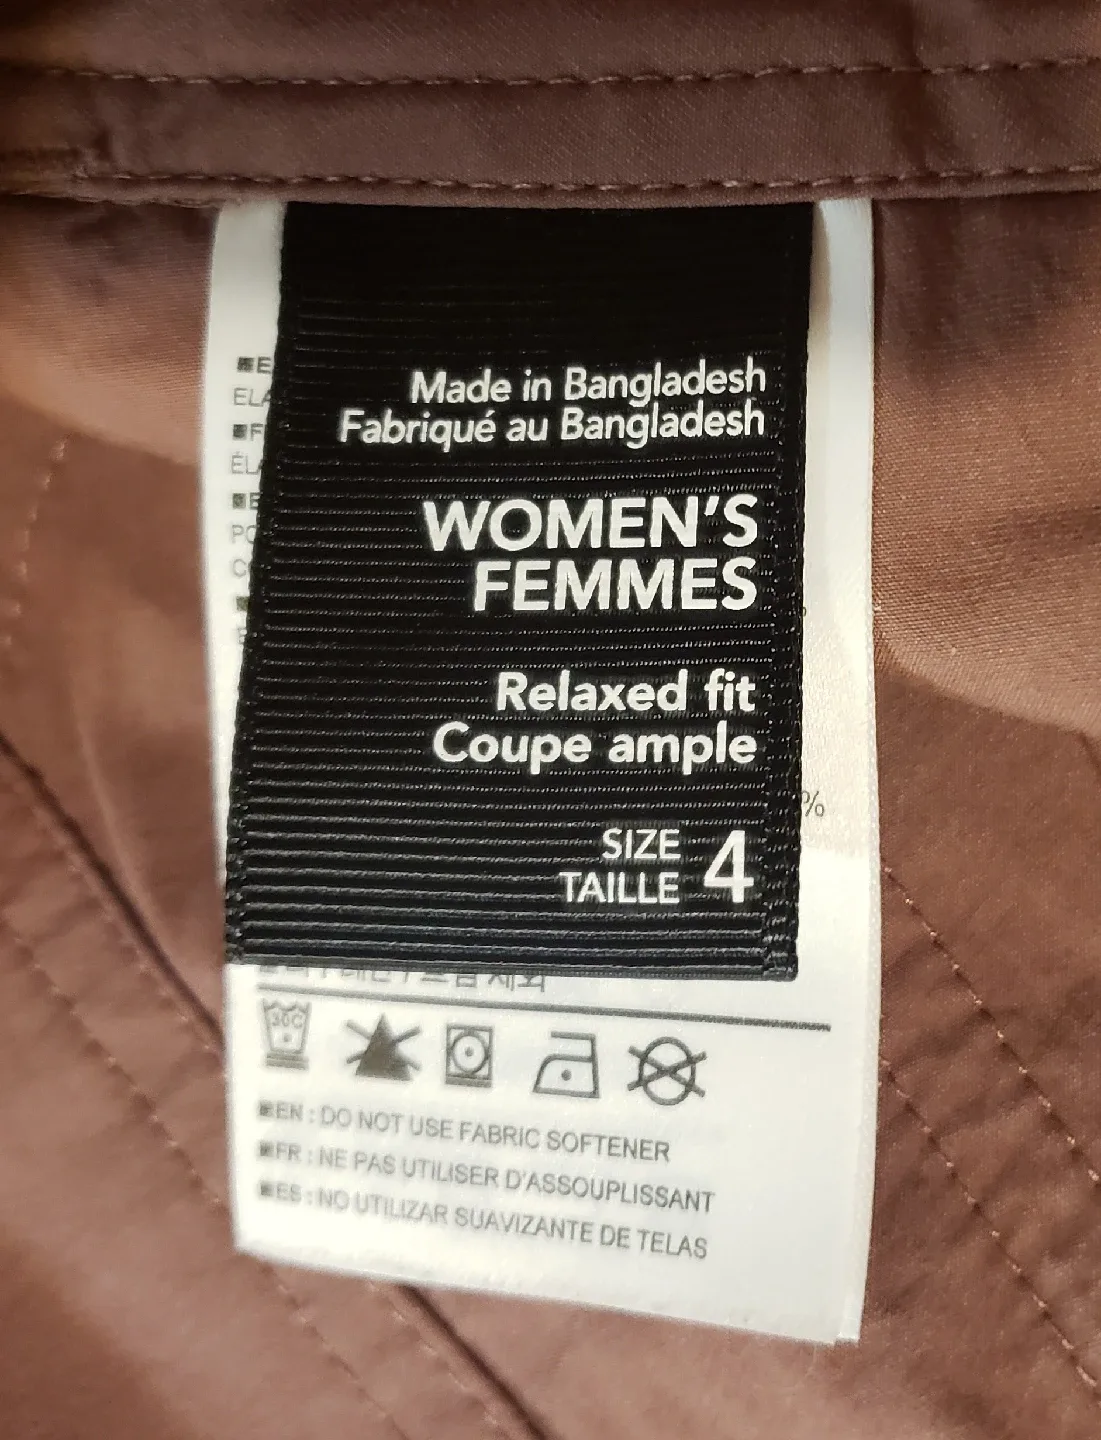 Made in Bangladesh
Fabriqué au Bangladesh
WOMEN'S
FEMMES
Relaxed fit
Coupe ample
SIZE
TAILLE 4
%
30C
EN : DO NOT USE FABRIC SOFTENER
FR : NE PAS UTILISER D'ASSOUPLISSANT
ES : NO UTILIZAR SUAVIZANTE DE TELAS